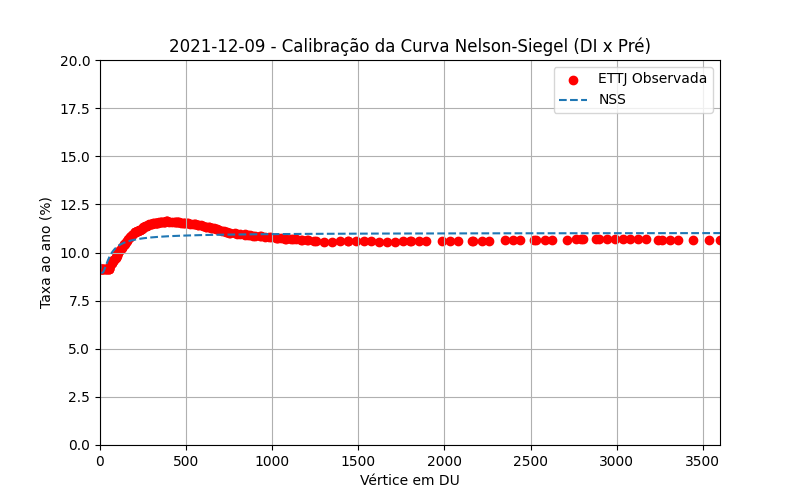 2021-12-09 - Calibração da Curva Nelson-Siegel (DI x Pré)
ETTJ Observada
NSS
Taxa ao ano (%)
20.0
17.5
15.0
12.5
10.0
7.5
5.0
2.5
0.0
0 500 1000 1500 2000 2500 3000 3500
Vértice em DU